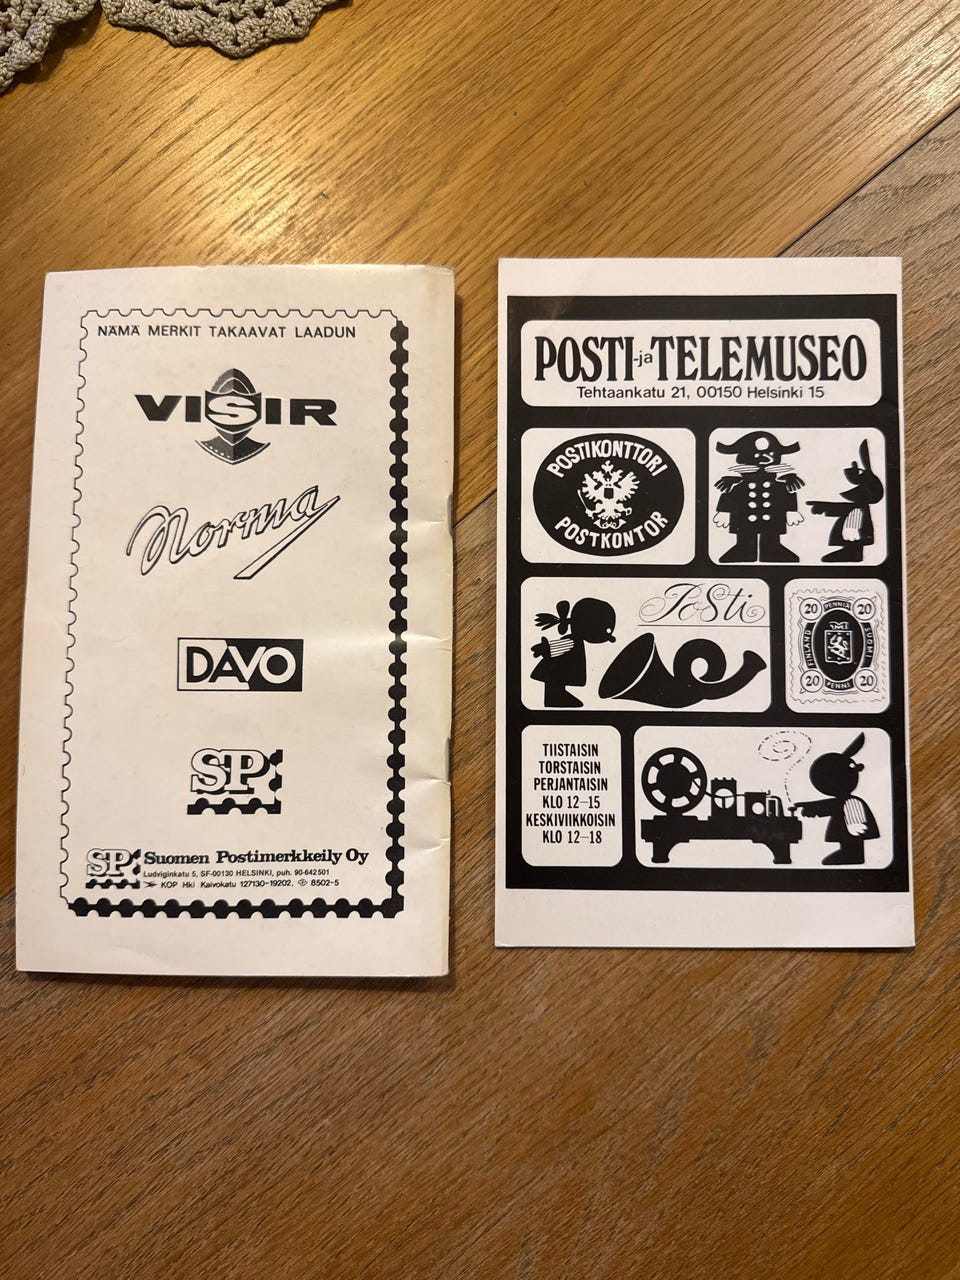 NÄMÄ MERKIT TAKAAVAT LAADUN
VISIR
Norma
DAVO
SP
SP Suomen Postimerkkeily Oy
Ludviginkatu 5, SF-00130 HELSINKI, puh. 90-642501
KOP Hki Kaivokatu 127130-19202, 8502-5
POSTI-ja TELEMUSEO
Tehtaankatu 21, 00150 Helsinki 15
POSTIKONTTORI
POSTKONTOR
Posti
20 PENNIÄ 20
FINLAND SUOMI
20 PENNI 20
TIISTAISIN
TORSTAISIN
PERJANTAISIN
KLO 12–15
KESKIVIIKKOISIN
KLO 12–18